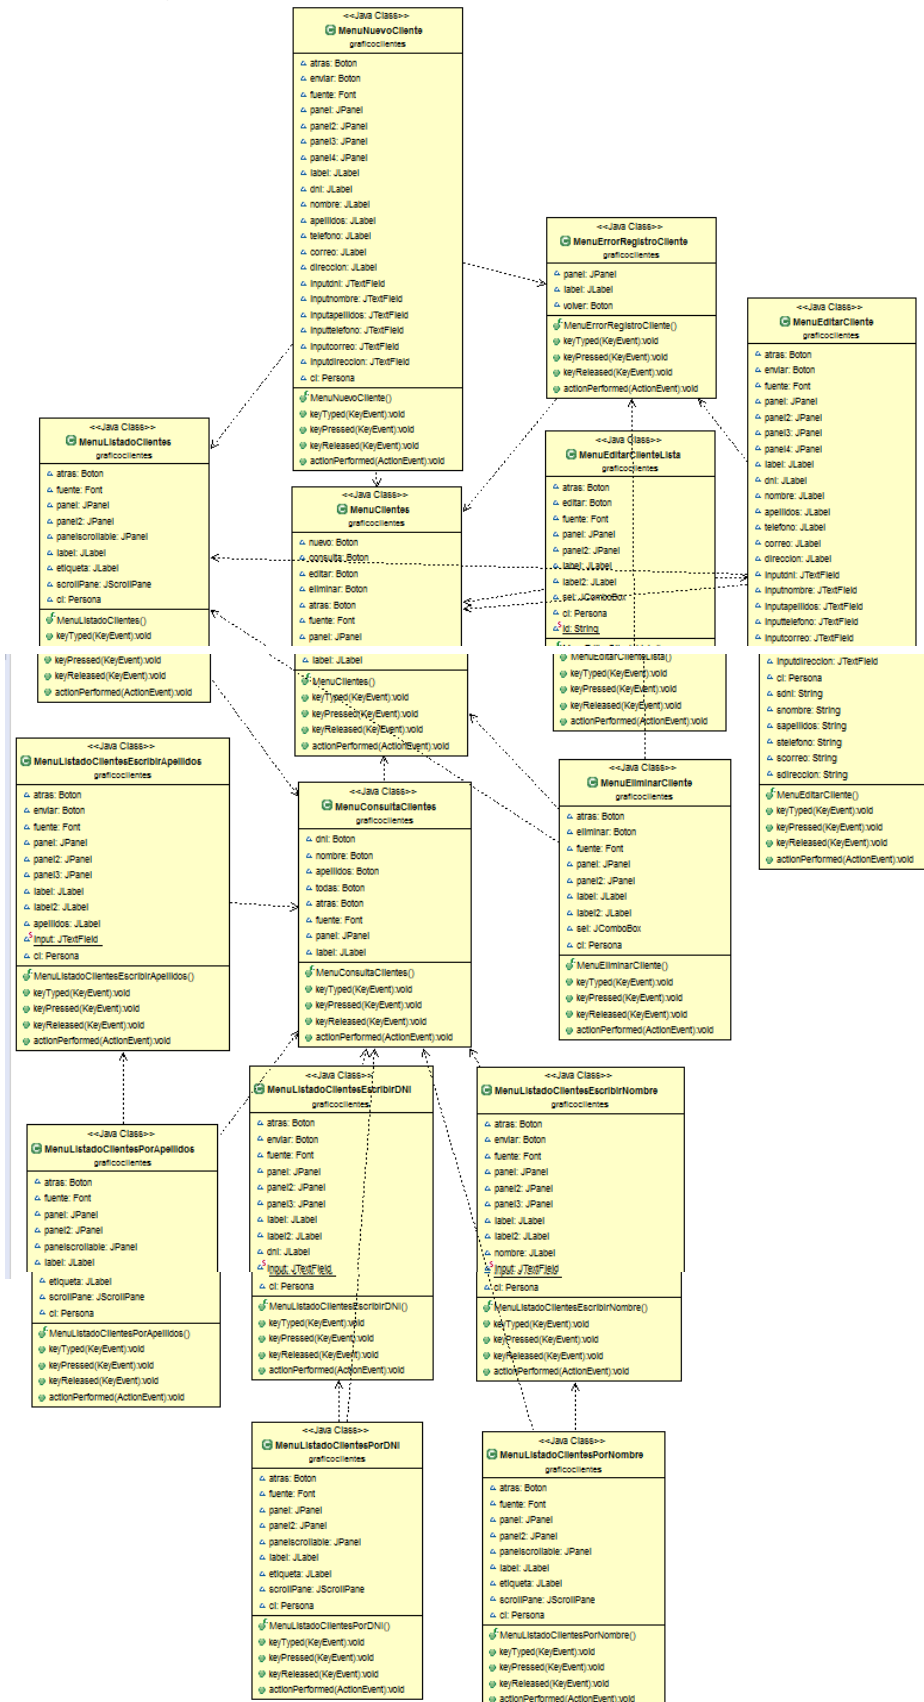 <<Java Class>>
MenuNuevoCliente
graficoclientes
atras: Boton
enviar: Boton
fuente: Font
panel: JPanel
panel2: JPanel
panel3: JPanel
panel4: JPanel
label: JLabel
dni: JLabel
nombre: JLabel
apellidos: JLabel
telefono: JLabel
correo: JLabel
direccion: JLabel
inputdni: JTextField
inputnombre: JTextField
inputapellidos: JTextField
inputtelefono: JTextField
inputcorreo: JTextField
inputdireccion: JTextField
cl: Persona
MenuNuevoCliente()
keyTyped(KeyEvent):void
keyPressed(KeyEvent):void
keyReleased(KeyEvent):void
actionPerformed(ActionEvent):void
<<Java Class>>
MenuErrorRegistroCliente
graficoclientes
panel: JPanel
label: JLabel
volver: Boton
MenuErrorRegistroCliente()
keyTyped(KeyEvent):void
keyPressed(KeyEvent):void
keyReleased(KeyEvent):void
actionPerformed(ActionEvent):void
<<Java Class>>
MenuEditarCliente
graficoclientes
atras: Boton
enviar: Boton
fuente: Font
panel: JPanel
panel2: JPanel
panel3: JPanel
panel4: JPanel
label: JLabel
dni: JLabel
nombre: JLabel
apellidos: JLabel
telefono: JLabel
correo: JLabel
direccion: JLabel
inputdni: JTextField
inputnombre: JTextField
inputapellidos: JTextField
inputtelefono: JTextField
inputcorreo: JTextField
inputdireccion: JTextField
cl: Persona
sdni: String
snombre: String
sapellidos: String
stelefono: String
scorreo: String
sdireccion: String
MenuEditarCliente()
keyTyped(KeyEvent):void
keyPressed(KeyEvent):void
keyReleased(KeyEvent):void
actionPerformed(ActionEvent):void
<<Java Class>>
MenuListadoClientes
graficoclientes
atras: Boton
fuente: Font
panel: JPanel
panel2: JPanel
panelscrollable: JPanel
label: JLabel
etiqueta: JLabel
scrollPane: JScrollPane
cl: Persona
MenuListadoClientes()
keyTyped(KeyEvent):void
keyPressed(KeyEvent):void
keyReleased(KeyEvent):void
actionPerformed(ActionEvent):void
<<Java Class>>
MenuClientes
graficoclientes
nuevo: Boton
consulta: Boton
editar: Boton
eliminar: Boton
atras: Boton
fuente: Font
panel: JPanel
label: JLabel
MenuClientes()
keyTyped(KeyEvent):void
keyPressed(KeyEvent):void
keyReleased(KeyEvent):void
actionPerformed(ActionEvent):void
<<Java Class>>
MenuEditarClienteLista
graficoclientes
atras: Boton
editar: Boton
fuente: Font
panel: JPanel
panel2: JPanel
label: JLabel
label2: JLabel
sel: JComboBox
cl: Persona
id: String
MenuEditarClienteLista()
keyTyped(KeyEvent):void
keyPressed(KeyEvent):void
keyReleased(KeyEvent):void
actionPerformed(ActionEvent):void
<<Java Class>>
MenuListadoClientesEscribirApellidos
graficoclientes
atras: Boton
enviar: Boton
fuente: Font
panel: JPanel
panel2: JPanel
panel3: JPanel
label: JLabel
label2: JLabel
apellidos: JLabel
input: JTextField
cl: Persona
MenuListadoClientesEscribirApellidos()
keyTyped(KeyEvent):void
keyPressed(KeyEvent):void
keyReleased(KeyEvent):void
actionPerformed(ActionEvent):void
<<Java Class>>
MenuConsultaClientes
graficoclientes
dni: Boton
nombre: Boton
apellidos: Boton
todas: Boton
atras: Boton
fuente: Font
panel: JPanel
label: JLabel
MenuConsultaClientes()
keyTyped(KeyEvent):void
keyPressed(KeyEvent):void
keyReleased(KeyEvent):void
actionPerformed(ActionEvent):void
<<Java Class>>
MenuEliminarCliente
graficoclientes
atras: Boton
eliminar: Boton
fuente: Font
panel: JPanel
panel2: JPanel
label: JLabel
label2: JLabel
sel: JComboBox
cl: Persona
MenuEliminarCliente()
keyTyped(KeyEvent):void
keyPressed(KeyEvent):void
keyReleased(KeyEvent):void
actionPerformed(ActionEvent):void
<<Java Class>>
MenuListadoClientesPorApellidos
graficoclientes
atras: Boton
fuente: Font
panel: JPanel
panel2: JPanel
panelscrollable: JPanel
label: JLabel
etiqueta: JLabel
scrollPane: JScrollPane
cl: Persona
MenuListadoClientesPorApellidos()
keyTyped(KeyEvent):void
keyPressed(KeyEvent):void
keyReleased(KeyEvent):void
actionPerformed(ActionEvent):void
<<Java Class>>
MenuListadoClientesEscribirDNI
graficoclientes
atras: Boton
enviar: Boton
fuente: Font
panel: JPanel
panel2: JPanel
panel3: JPanel
label: JLabel
label2: JLabel
dni: JLabel
input: JTextField
cl: Persona
MenuListadoClientesEscribirDNI()
keyTyped(KeyEvent):void
keyPressed(KeyEvent):void
keyReleased(KeyEvent):void
actionPerformed(ActionEvent):void
<<Java Class>>
MenuListadoClientesEscribirNombre
graficoclientes
atras: Boton
enviar: Boton
fuente: Font
panel: JPanel
panel2: JPanel
panel3: JPanel
label: JLabel
label2: JLabel
nombre: JLabel
input: JTextField
cl: Persona
MenuListadoClientesEscribirNombre()
keyTyped(KeyEvent):void
keyPressed(KeyEvent):void
keyReleased(KeyEvent):void
actionPerformed(ActionEvent):void
<<Java Class>>
MenuListadoClientesPorDNI
graficoclientes
atras: Boton
fuente: Font
panel: JPanel
panel2: JPanel
panelscrollable: JPanel
label: JLabel
etiqueta: JLabel
scrollPane: JScrollPane
cl: Persona
MenuListadoClientesPorDNI()
keyTyped(KeyEvent):void
keyPressed(KeyEvent):void
keyReleased(KeyEvent):void
actionPerformed(ActionEvent):void
<<Java Class>>
MenuListadoClientesPorNombre
graficoclientes
atras: Boton
fuente: Font
panel: JPanel
panel2: JPanel
panelscrollable: JPanel
label: JLabel
etiqueta: JLabel
scrollPane: JScrollPane
cl: Persona
MenuListadoClientesPorNombre()
keyTyped(KeyEvent):void
keyPressed(KeyEvent):void
keyReleased(KeyEvent):void
actionPerformed(ActionEvent):void